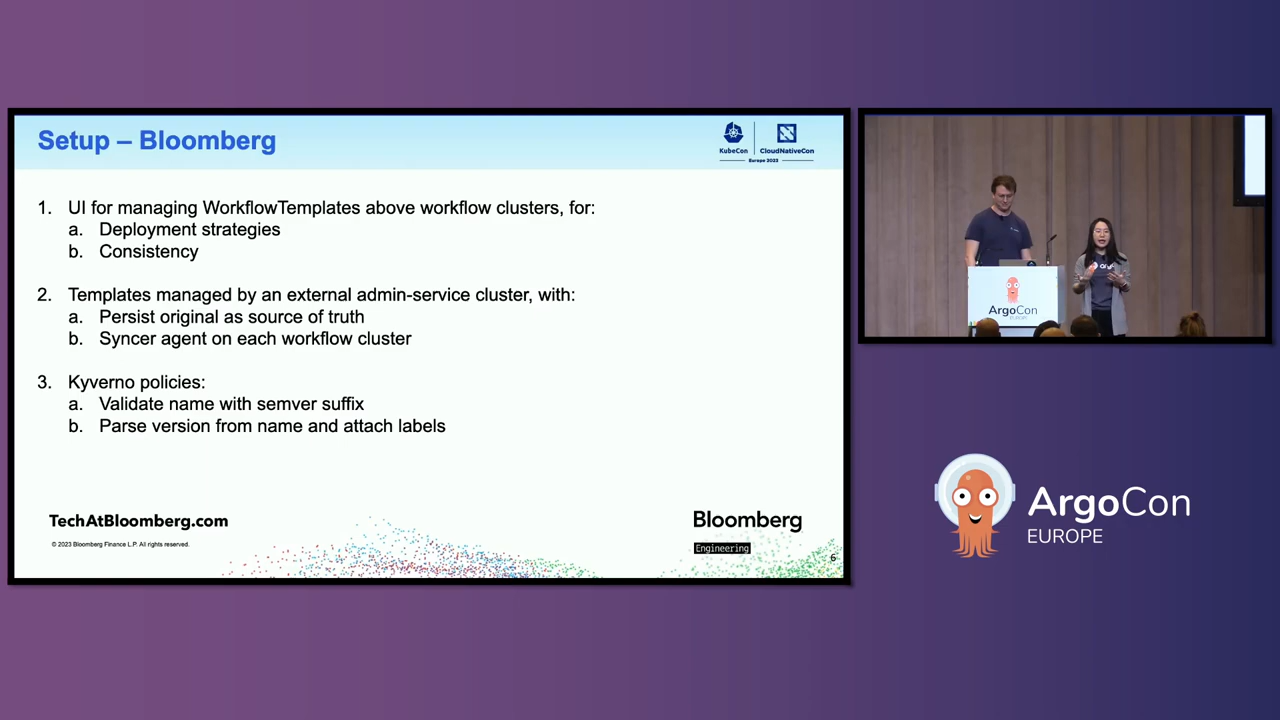 Setup – Bloomberg
KubeCon
CloudNativeCon
Europe 2023
1. UI for managing WorkflowTemplates above workflow clusters, for:
a. Deployment strategies
b. Consistency
2. Templates managed by an external admin-service cluster, with:
a. Persist original as source of truth
b. Syncer agent on each workflow cluster
3. Kyverno policies:
a. Validate name with semver suffix
b. Parse version from name and attach labels
TechAtBloomberg.com
© 2023 Bloomberg Finance L.P. All rights reserved.
Bloomberg
Engineering
6
ArgoCon
EUROPE
ArgoCon
EUROPE